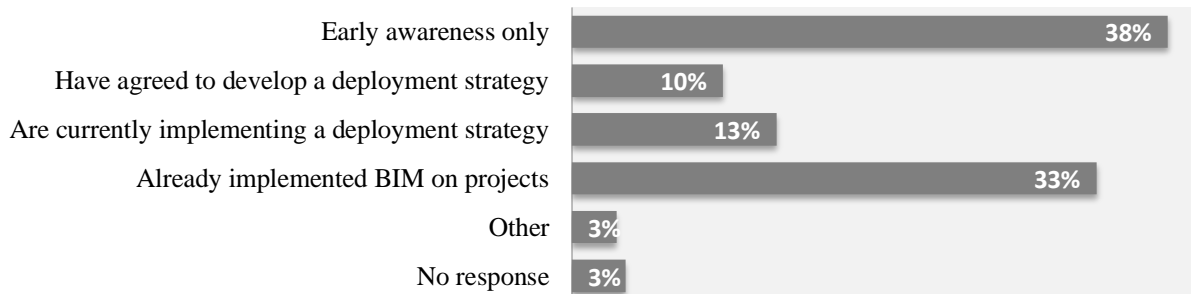 Early awareness only 38%
Have agreed to develop a deployment strategy 10%
Are currently implementing a deployment strategy 13%
Already implemented BIM on projects 33%
Other 3%
No response 3%